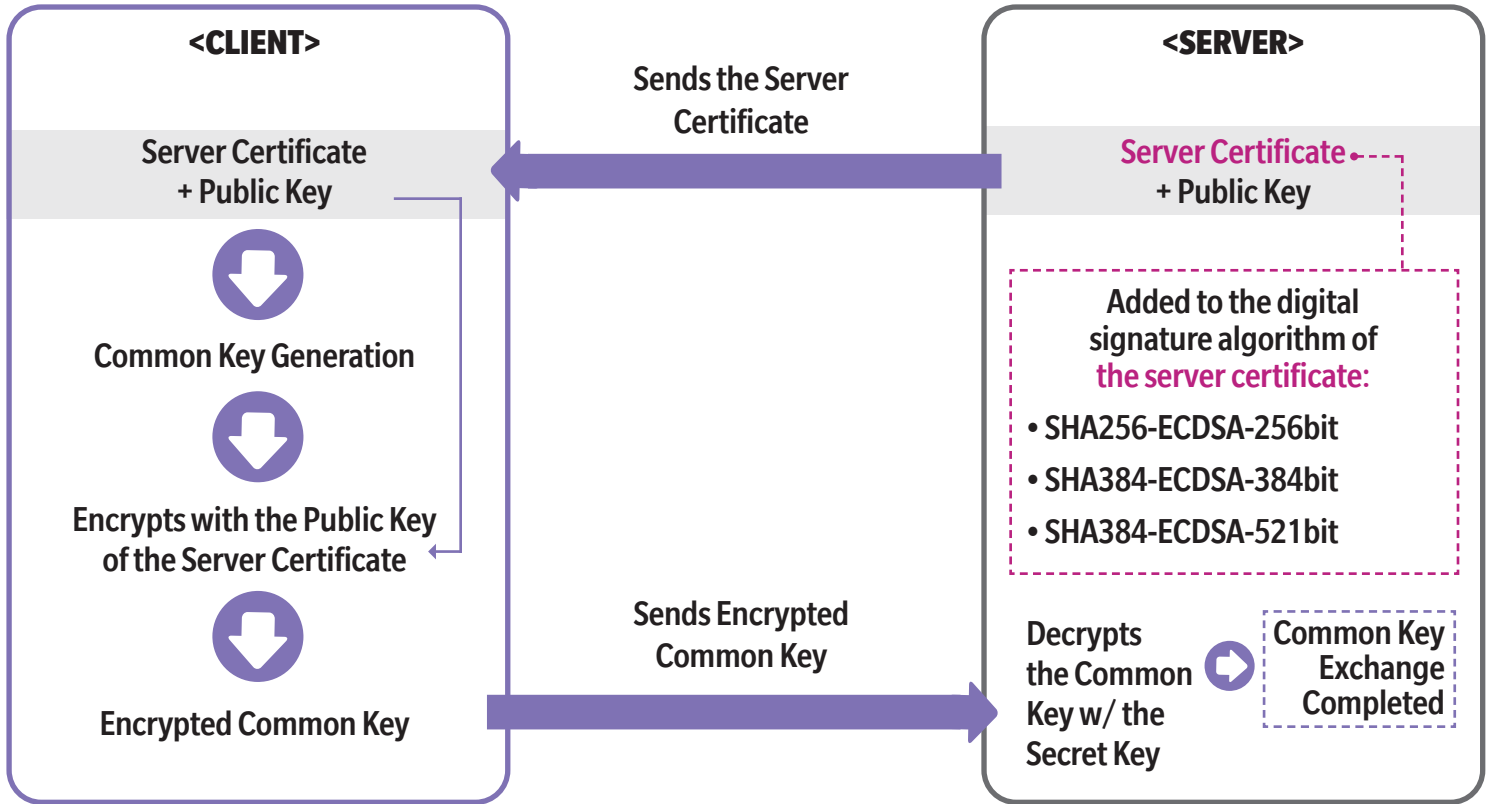 <CLIENT>
Server Certificate
+ Public Key
Common Key Generation
Encrypts with the Public Key
of the Server Certificate
Encrypted Common Key
Sends the Server
Certificate
Sends Encrypted
Common Key
<SERVER>
Server Certificate
+ Public Key
Added to the digital
signature algorithm of
the server certificate:
• SHA256-ECDSA-256bit
• SHA384-ECDSA-384bit
• SHA384-ECDSA-521bit
Decrypts
the Common
Key w/ the
Secret Key
Common Key
Exchange
Completed